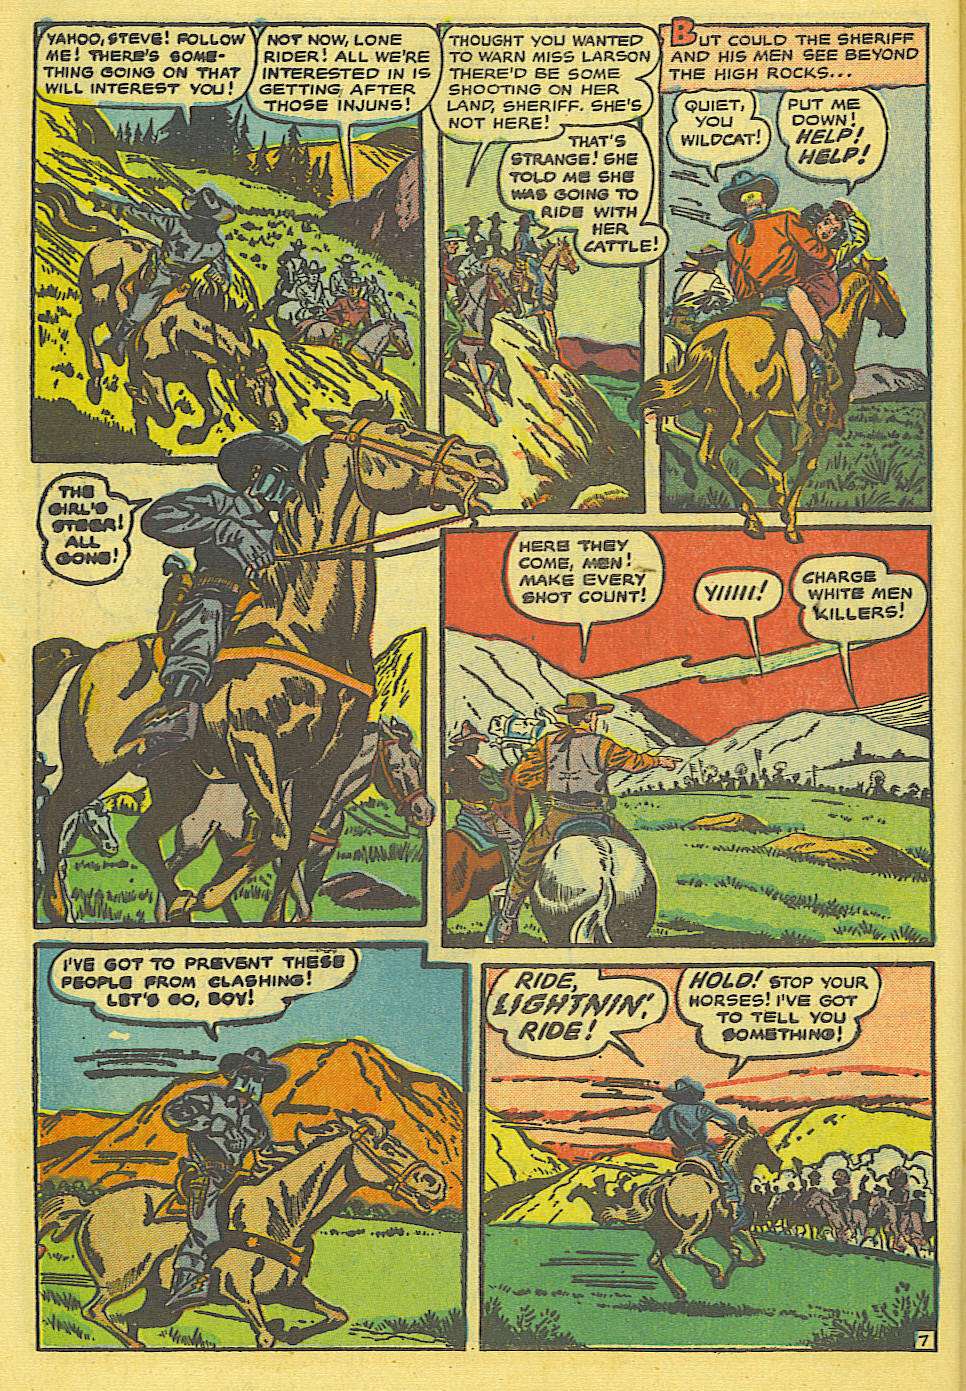 YAHOO, STEVE! FOLLOW
ME! THERE'S SOME-
THING GOING ON THAT
WILL INTEREST YOU!
NOT NOW, LONE
RIDER! ALL WE'RE
INTERESTED IN IS
GETTING AFTER
THOSE INJUNS!
THOUGHT YOU WANTED
TO WARN MISS LARSON
THERE'D BE SOME
SHOOTING ON HER
LAND, SHERIFF. SHE'S
NOT HERE!
THAT'S
STRANGE! SHE
TOLD ME SHE
WAS GOING TO
RIDE WITH
HER
CATTLE!
BUT COULD THE SHERIFF
AND HIS MEN SEE BEYOND
THE HIGH ROCKS...
QUIET,
YOU
WILDCAT!
PUT ME
DOWN!
HELP!
HELP!
THE
GIRL'S
STEER!
ALL
GONE!
HERE THEY
COME, MEN!
MAKE EVERY
SHOT COUNT!
YIIIII!
CHARGE
WHITE MEN
KILLERS!
I'VE GOT TO PREVENT THESE
PEOPLE FROM CLASHING!
LET'S GO, BOY!
RIDE,
LIGHTNIN',
RIDE!
HOLD! STOP YOUR
HORSES! I'VE GOT
TO TELL YOU
SOMETHING!
7